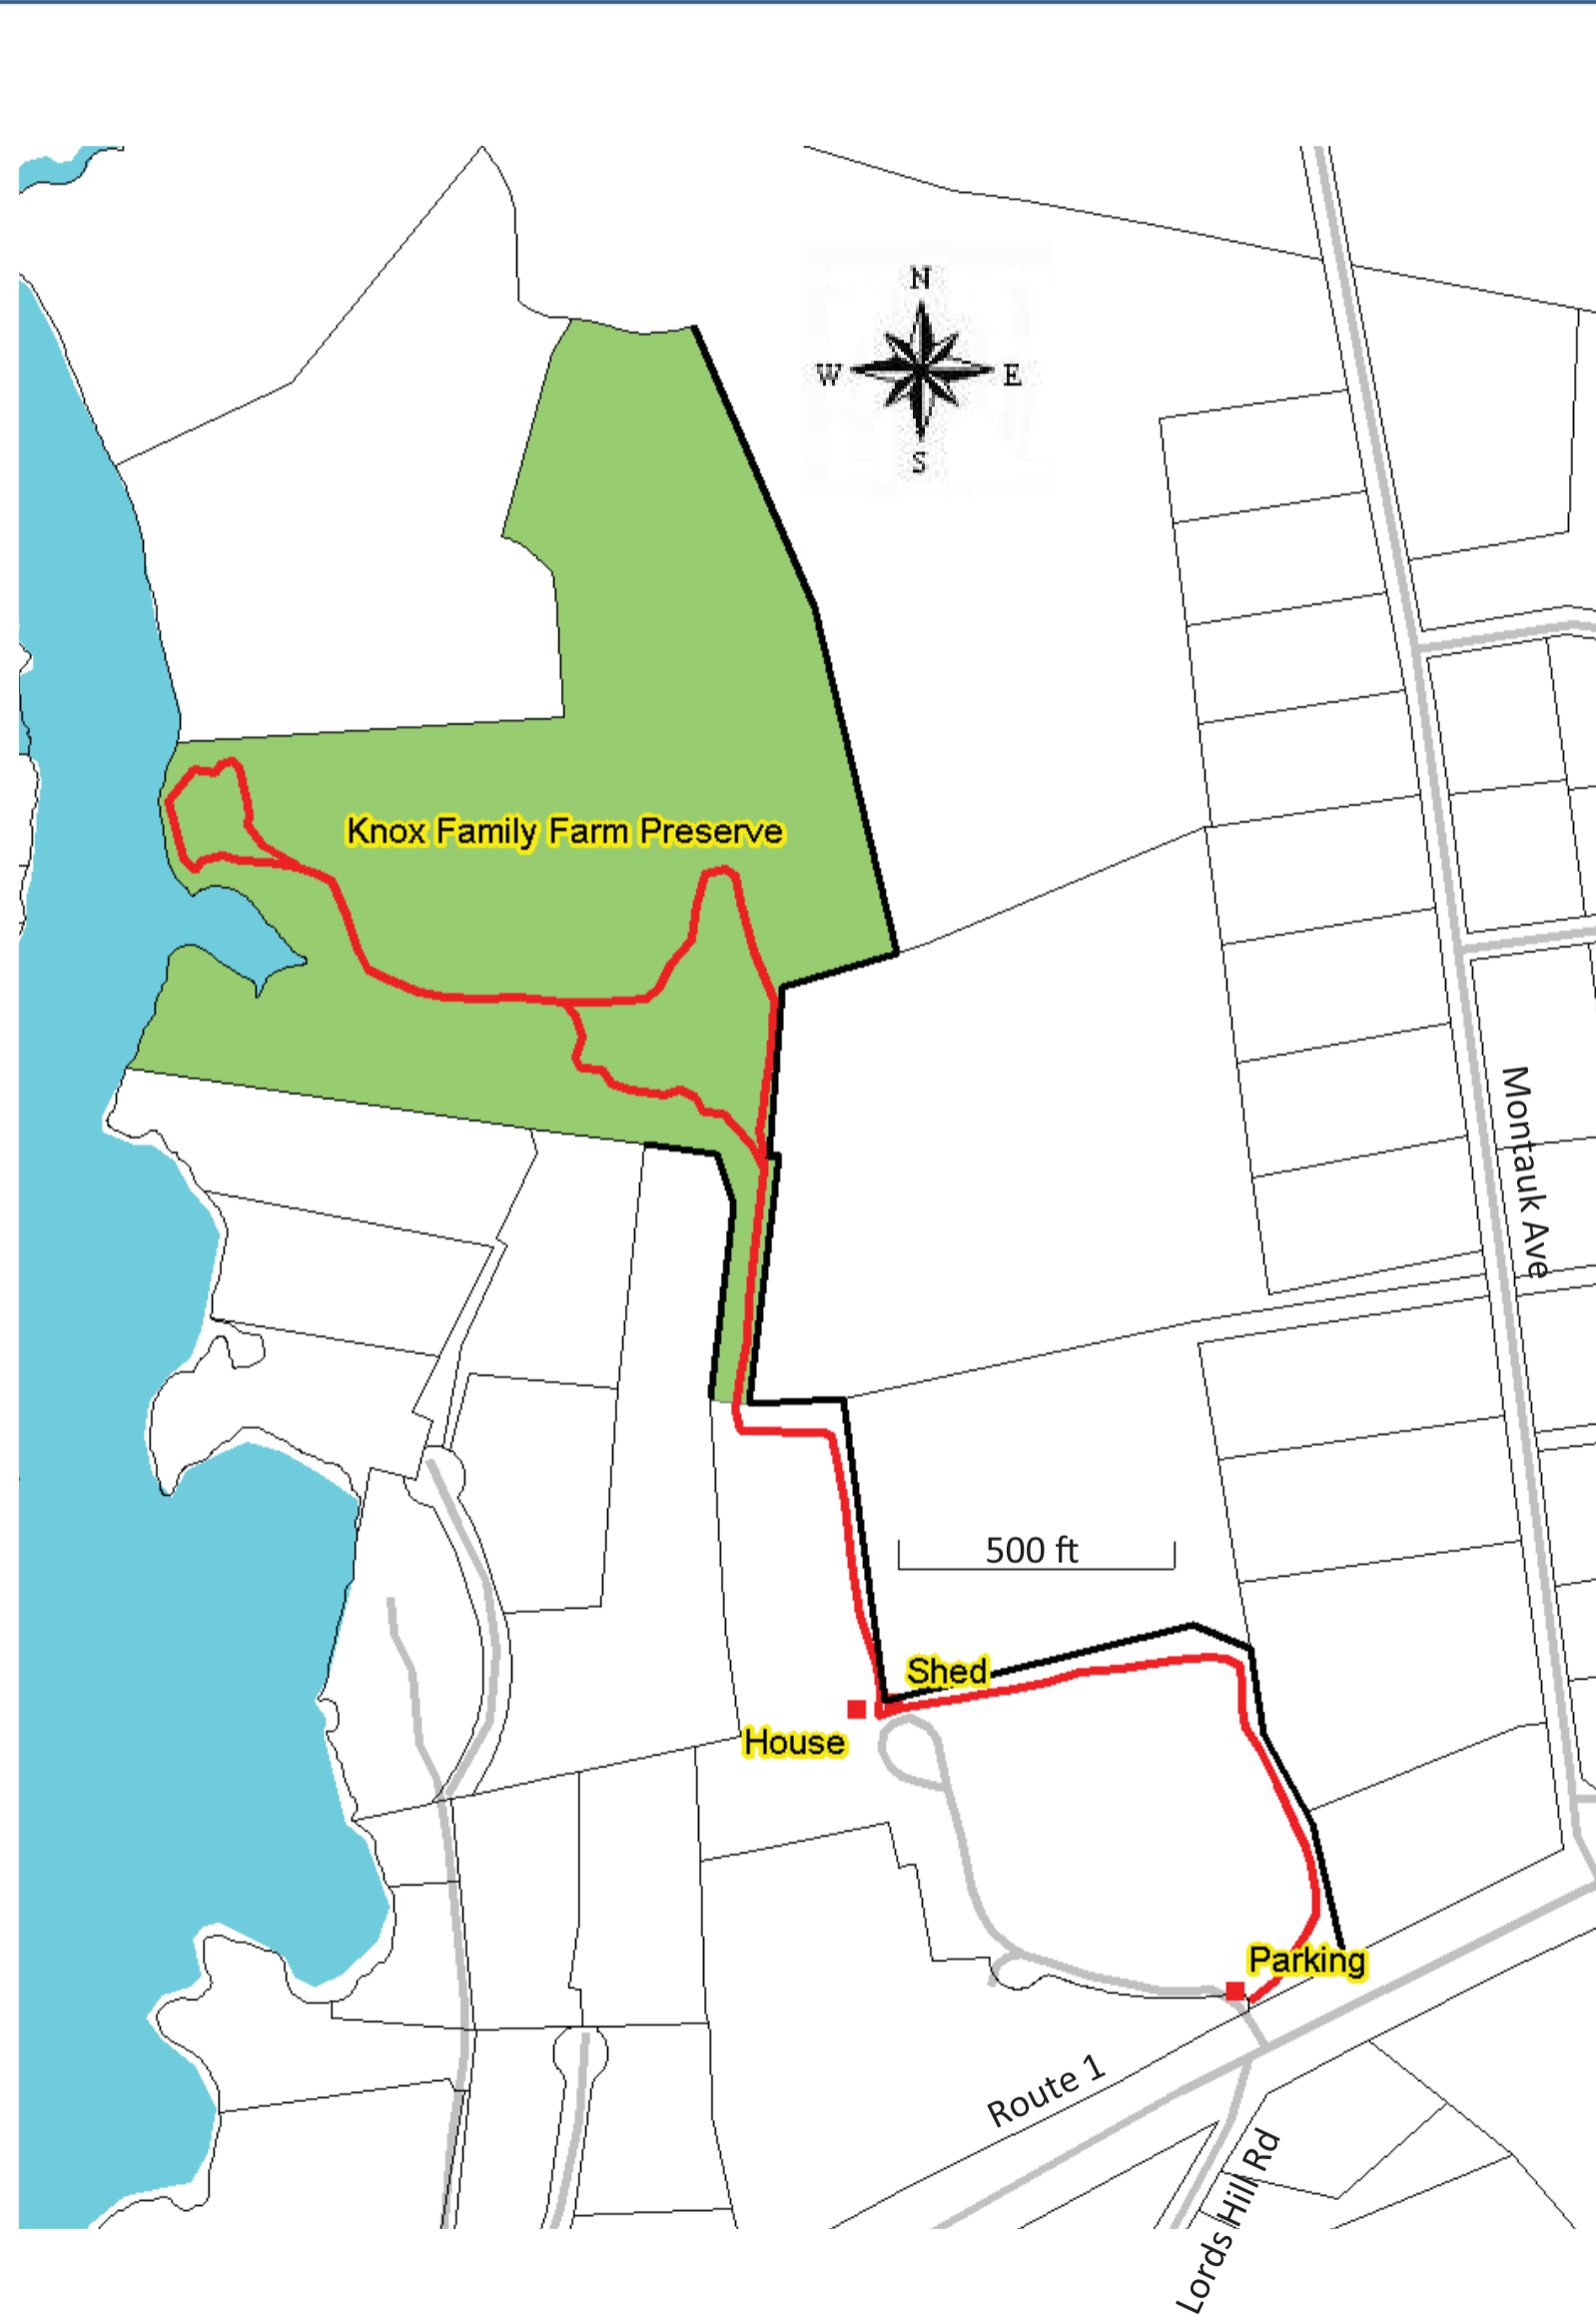 N
W E
S
Knox Family Farm Preserve
Montauk Ave
500 ft
Shed
House
Parking
Route 1
Lords Hill Rd